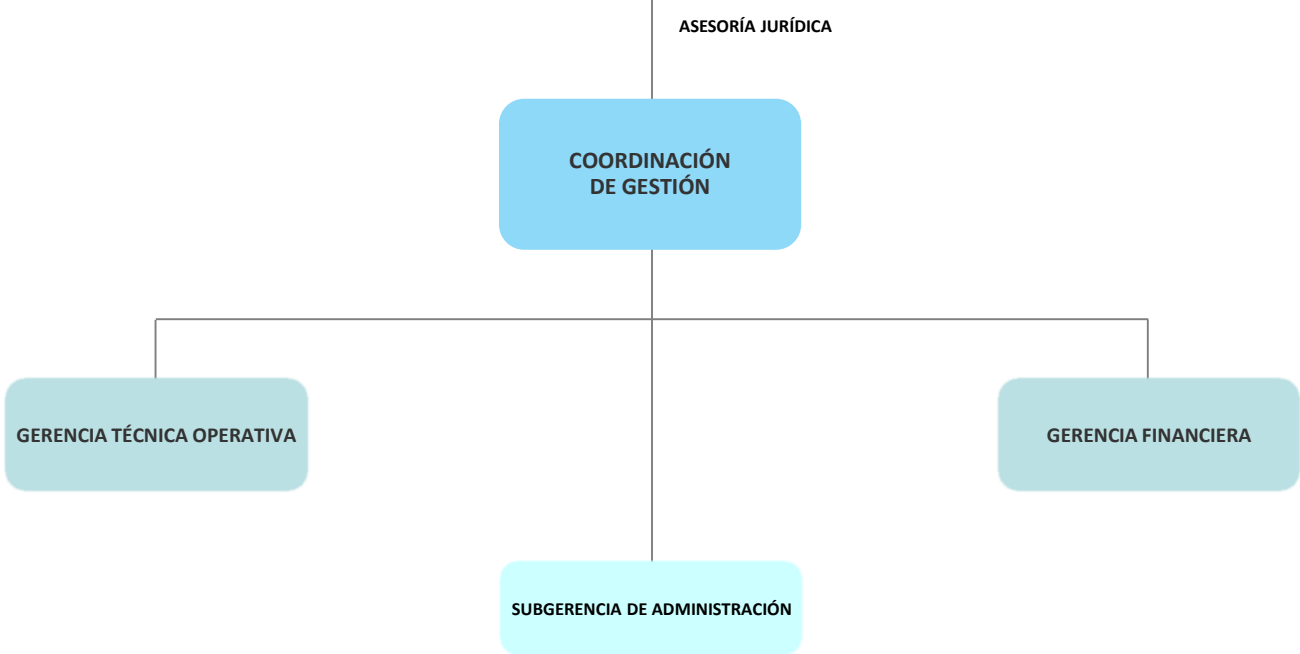 ASESORÍA JURÍDICA
COORDINACIÓN
DE GESTIÓN
GERENCIA TÉCNICA OPERATIVA
GERENCIA FINANCIERA
SUBGERENCIA DE ADMINISTRACIÓN